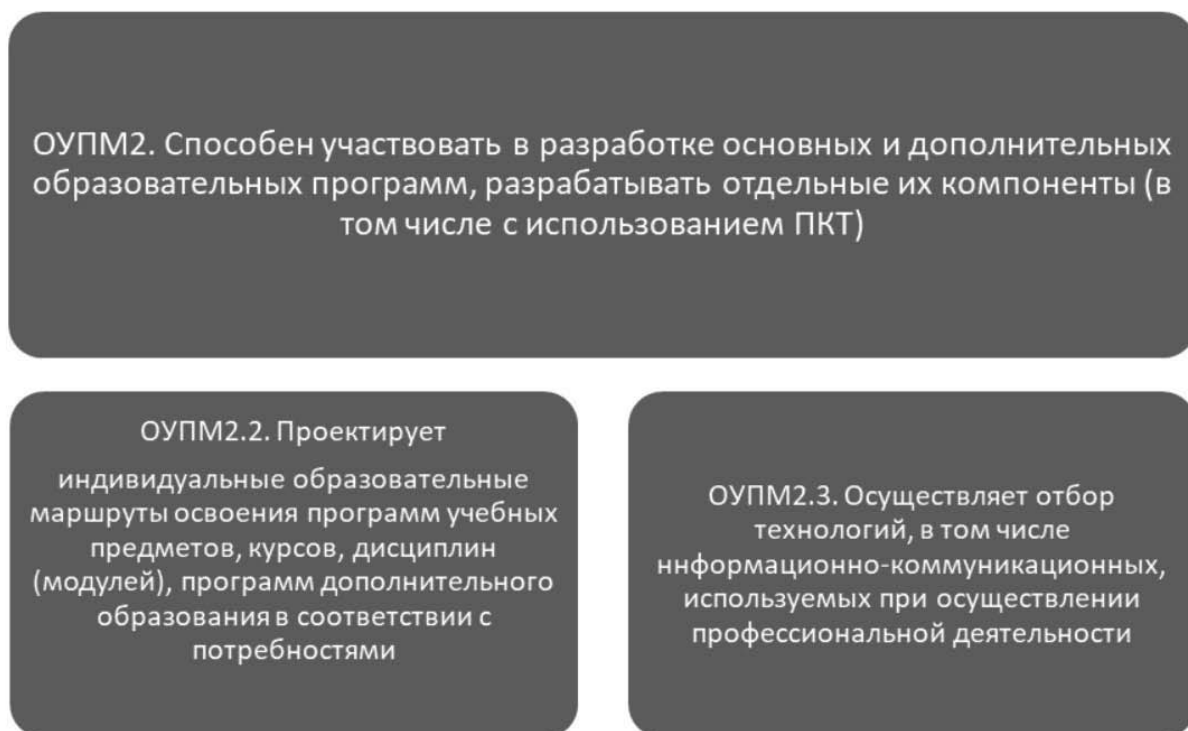 ОУПМ2. Способен участвовать в разработке основных и дополнительных
образовательных программ, разрабатывать отдельные их компоненты (в
том числе с использованием ПКТ)
ОУПМ2.2. Проектирует
индивидуальные образовательные
маршруты освоения программ учебных
предметов, курсов, дисциплин
(модулей), программ дополнительного
образования в соответствии с
потребностями
ОУПМ2.3. Осуществляет отбор
технологий, в том числе
ннформационно-коммуникационных,
используемых при осуществлении
профессиональной деятельности